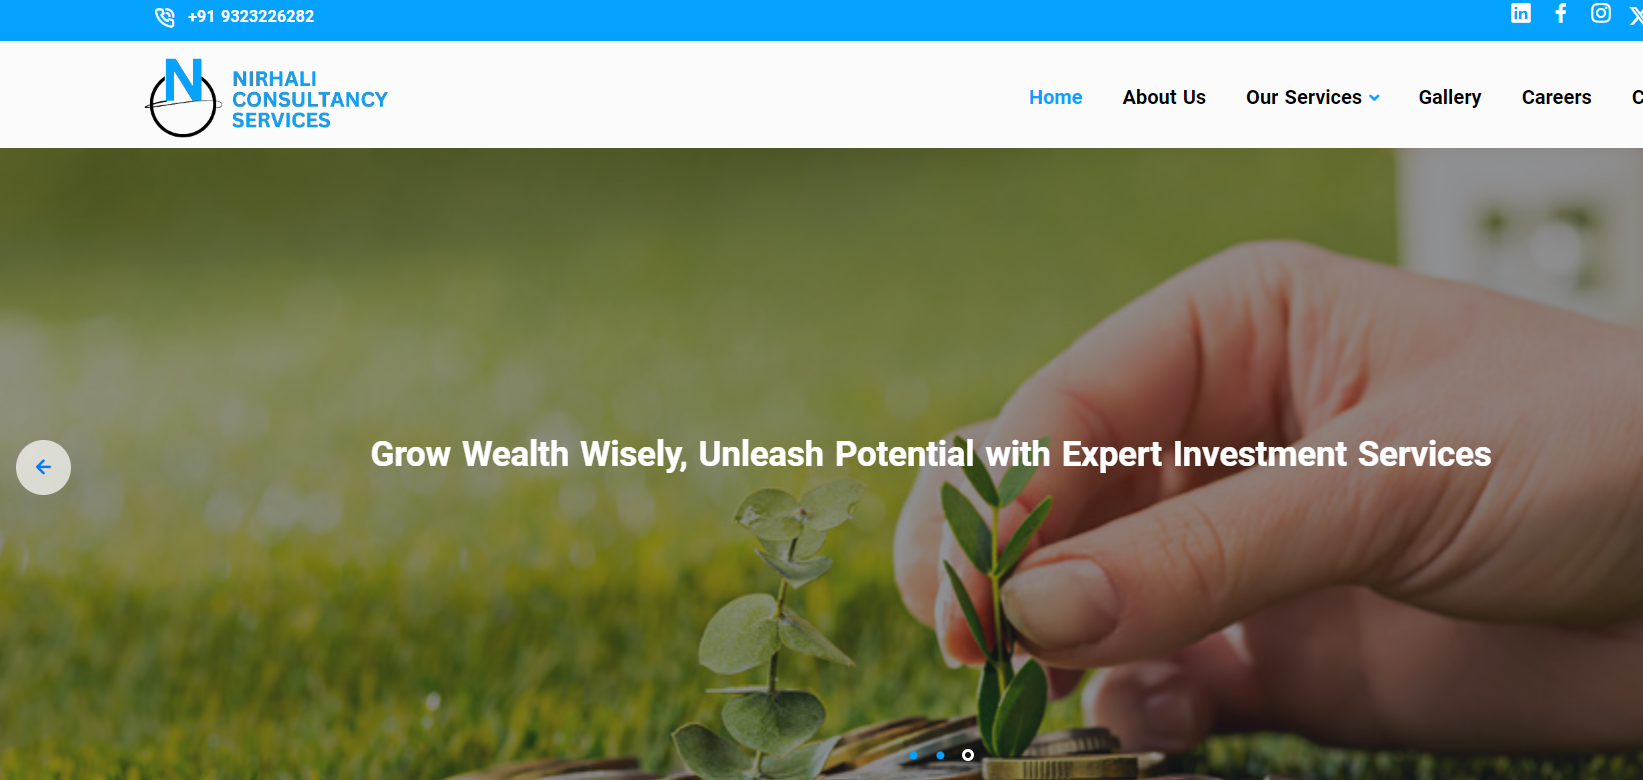 +91 9323226282
NIRHALI
CONSULTANCY
SERVICES
Home About Us Our Services Gallery Careers
Grow Wealth Wisely, Unleash Potential with Expert Investment Services